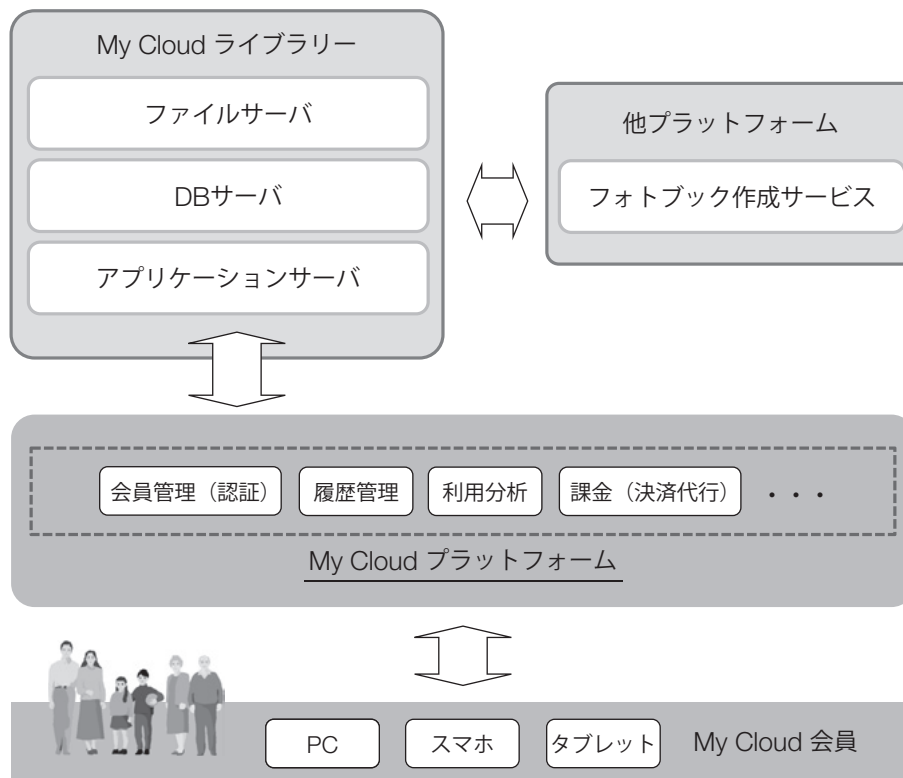 My Cloud ライブラリー
ファイルサーバ
DBサーバ
アプリケーションサーバ
他プラットフォーム
フォトブック作成サービス
会員管理（認証）
履歴管理
利用分析
課金（決済代行）
・・・
My Cloud プラットフォーム
PC
スマホ
タブレット
My Cloud 会員